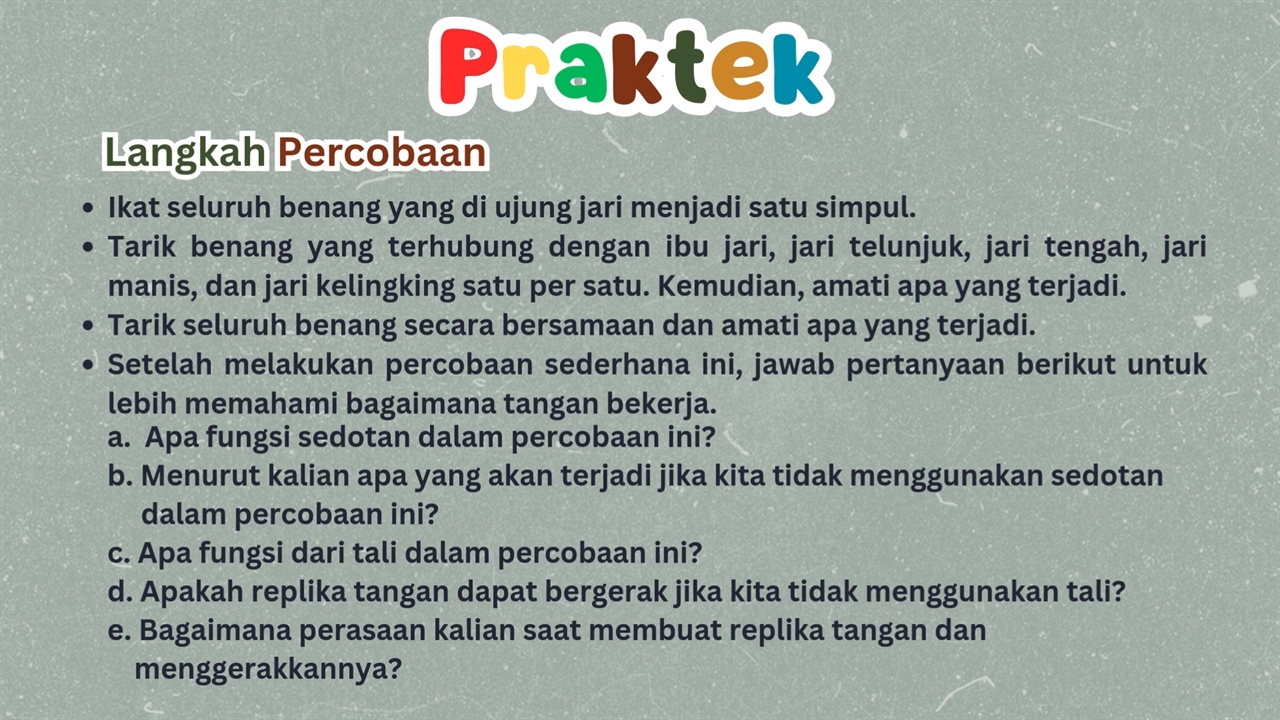 Praktek
Langkah Percobaan
• Ikat seluruh benang yang di ujung jari menjadi satu simpul.
• Tarik benang yang terhubung dengan ibu jari, jari telunjuk, jari tengah, jari
manis, dan jari kelingking satu per satu. Kemudian, amati apa yang terjadi.
• Tarik seluruh benang secara bersamaan dan amati apa yang terjadi.
• Setelah melakukan percobaan sederhana ini, jawab pertanyaan berikut untuk
lebih memahami bagaimana tangan bekerja.
a. Apa fungsi sedotan dalam percobaan ini?
b. Menurut kalian apa yang akan terjadi jika kita tidak menggunakan sedotan
dalam percobaan ini?
c. Apa fungsi dari tali dalam percobaan ini?
d. Apakah replika tangan dapat bergerak jika kita tidak menggunakan tali?
e. Bagaimana perasaan kalian saat membuat replika tangan dan
menggerakkannya?